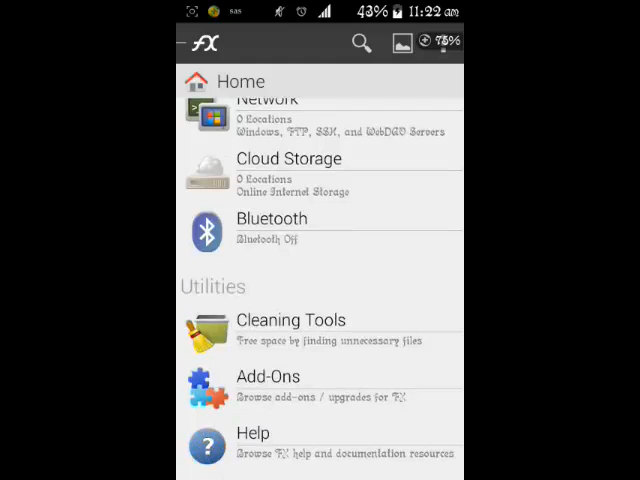 sas 43% 11:22 am
FX 75%
Home
Network
0 Locations
Windows, FTP, SSH, and WebDAV Servers
Cloud Storage
0 Locations
Online Internet Storage
Bluetooth
Bluetooth Off
Utilities
Cleaning Tools
Free space by finding unnecessary files
Add-Ons
Browse add-ons / upgrades for FX
Help
?
Browse FX help and documentation resources